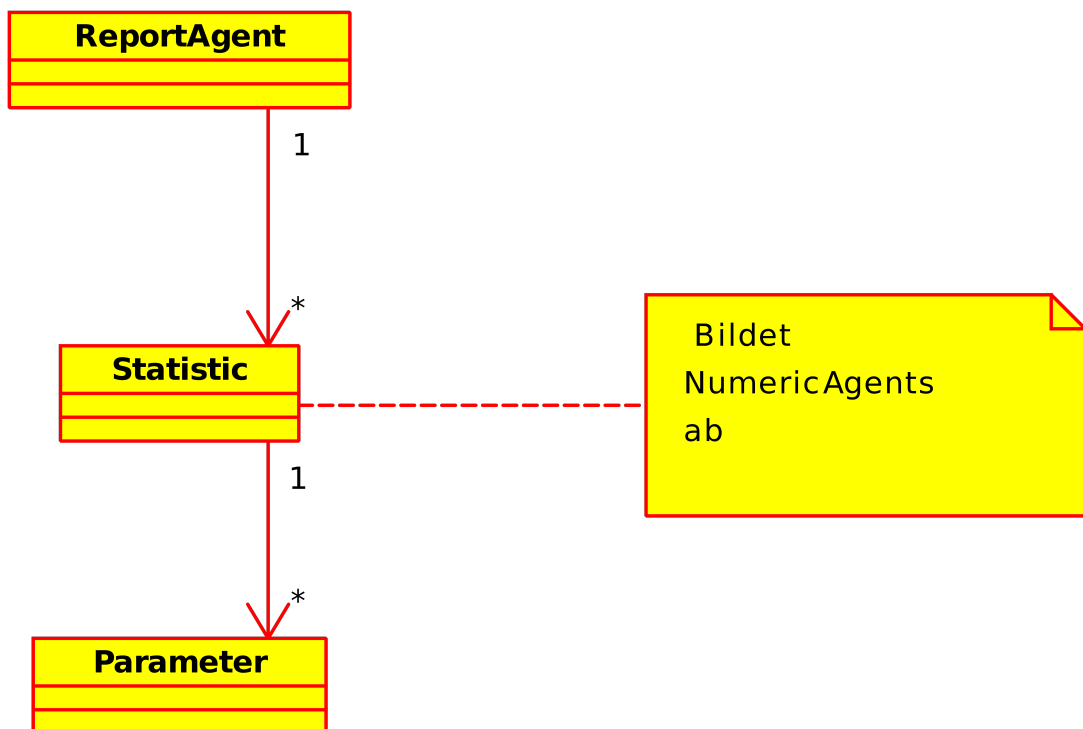 ReportAgent
1
*
Statistic
Bildet
NumericAgents
ab
1
*
Parameter